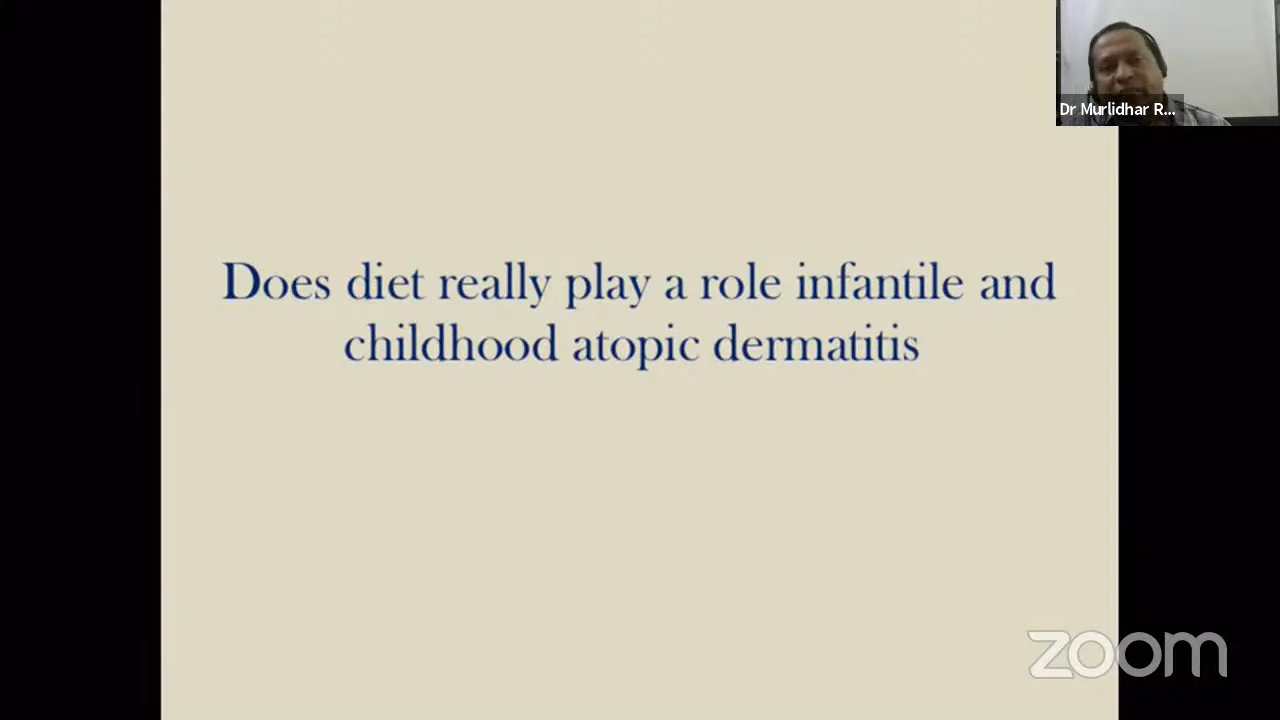 Dr Murlidhar R...
Does diet really play a role infantile and
childhood atopic dermatitis
zoom